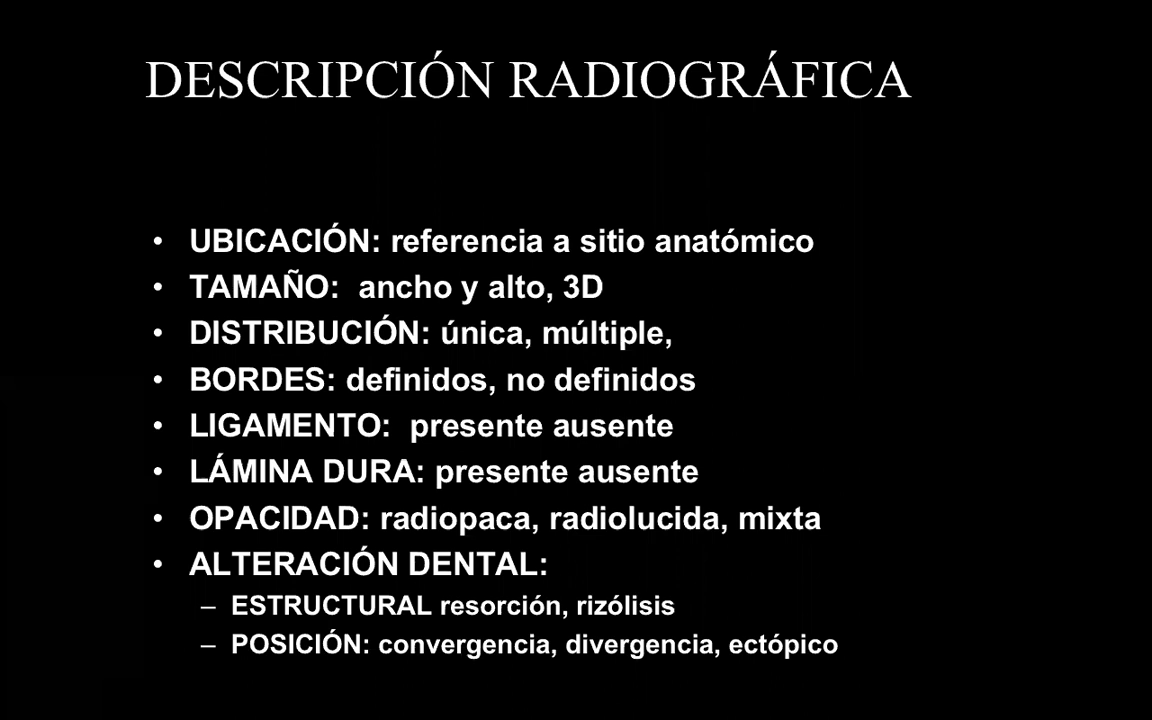 DESCRIPCIÓN RADIOGRÁFICA
• UBICACIÓN: referencia a sitio anatómico
• TAMAÑO: ancho y alto, 3D
• DISTRIBUCIÓN: única, múltiple,
• BORDES: definidos, no definidos
• LIGAMENTO: presente ausente
• LÁMINA DURA: presente ausente
• OPACIDAD: radiopaca, radiolucida, mixta
• ALTERACIÓN DENTAL:
– ESTRUCTURAL resorción, rizólisis
– POSICIÓN: convergencia, divergencia, ectópico